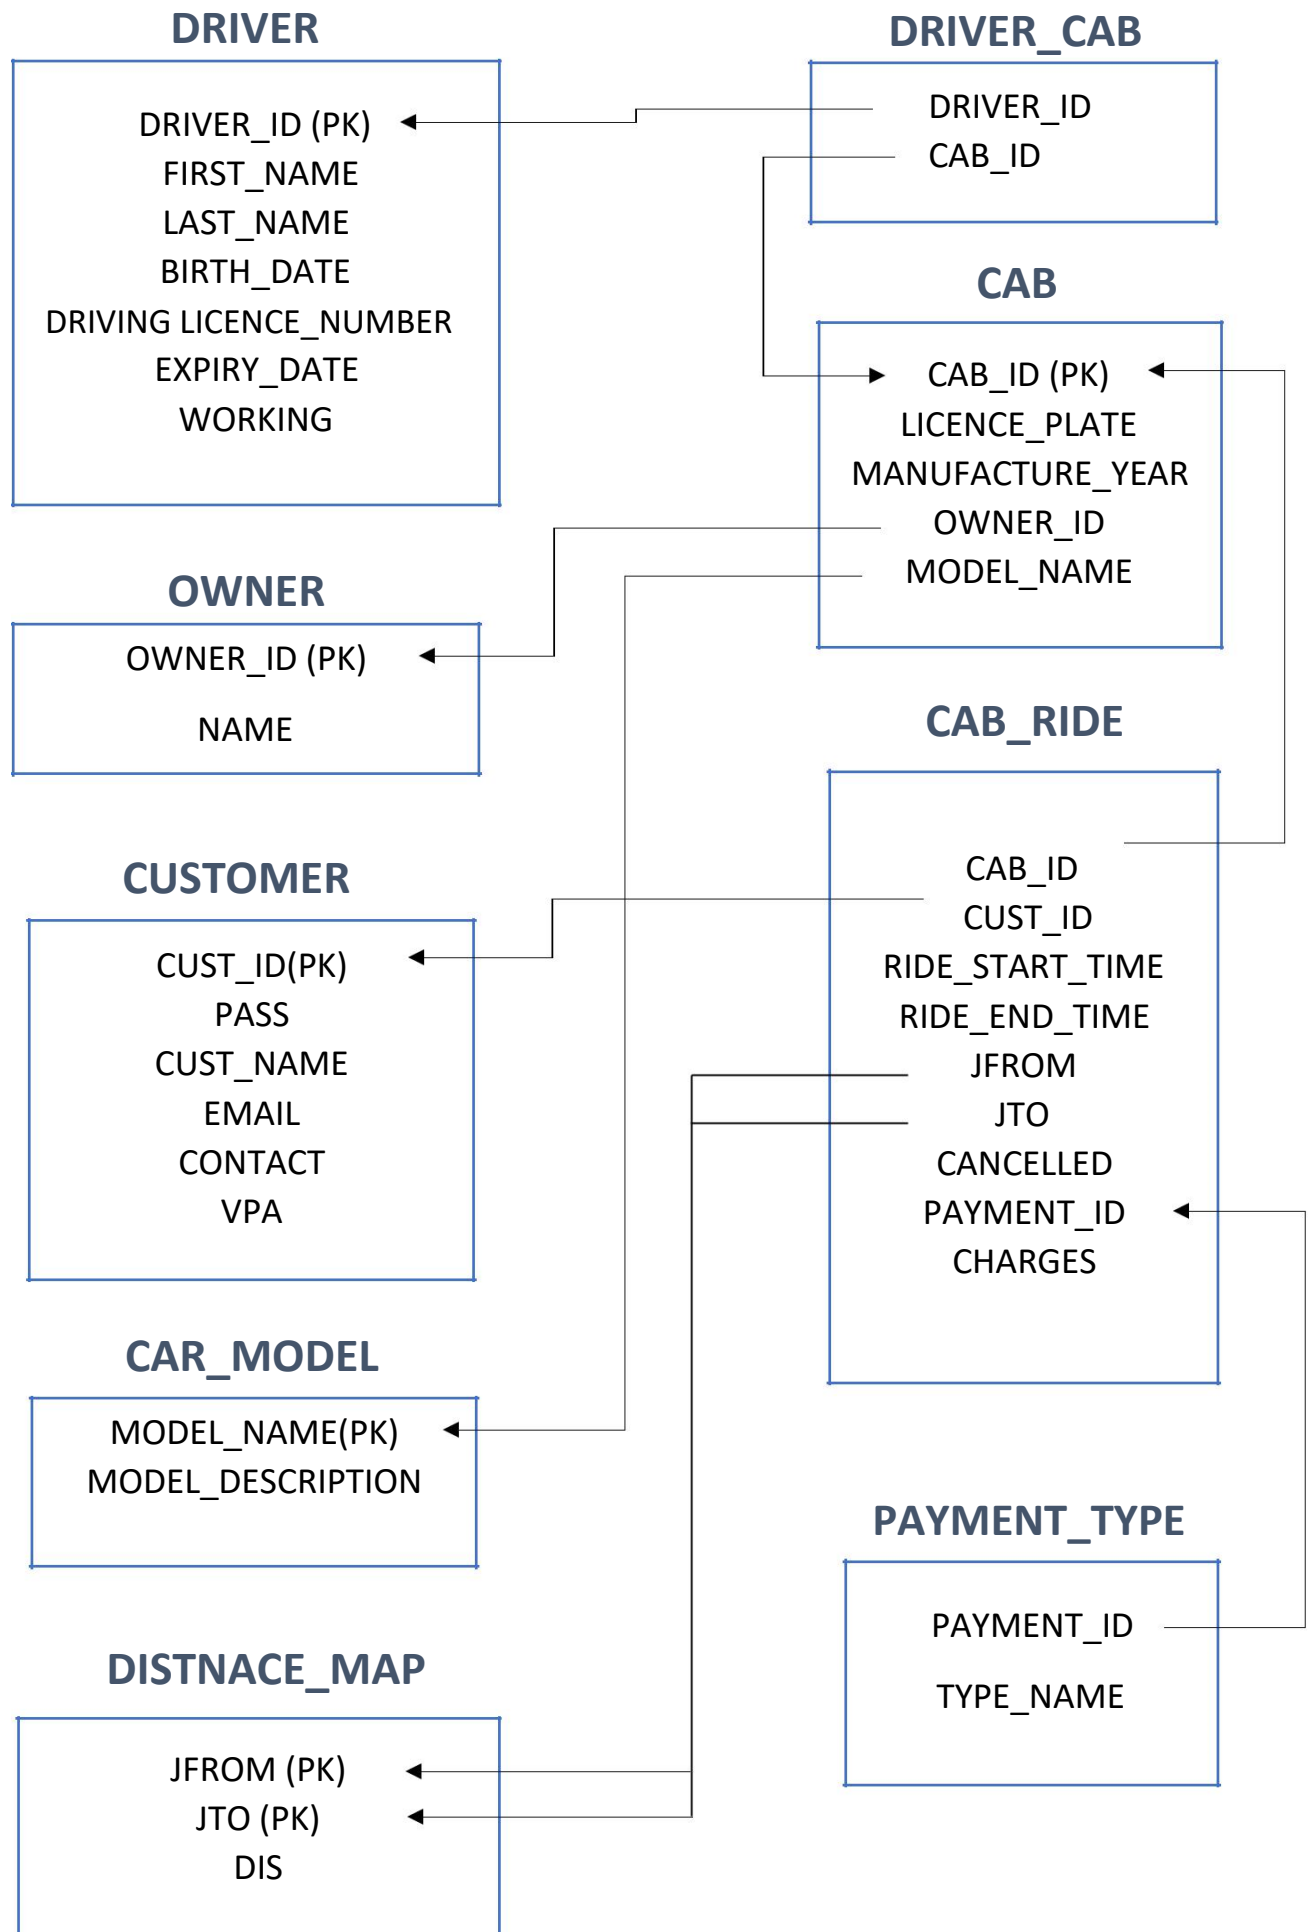 DRIVER
DRIVER_ID (PK)
FIRST_NAME
LAST_NAME
BIRTH_DATE
DRIVING LICENCE_NUMBER
EXPIRY_DATE
WORKING
DRIVER_CAB
DRIVER_ID
CAB_ID
CAB
CAB_ID (PK)
LICENCE_PLATE
MANUFACTURE_YEAR
OWNER_ID
MODEL_NAME
OWNER
OWNER_ID (PK)
NAME
CAB_RIDE
CAB_ID
CUST_ID
RIDE_START_TIME
RIDE_END_TIME
JFROM
JTO
CANCELLED
PAYMENT_ID
CHARGES
CUSTOMER
CUST_ID(PK)
PASS
CUST_NAME
EMAIL
CONTACT
VPA
CAR_MODEL
MODEL_NAME(PK)
MODEL_DESCRIPTION
PAYMENT_TYPE
PAYMENT_ID
TYPE_NAME
DISTNACE_MAP
JFROM (PK)
JTO (PK)
DIS